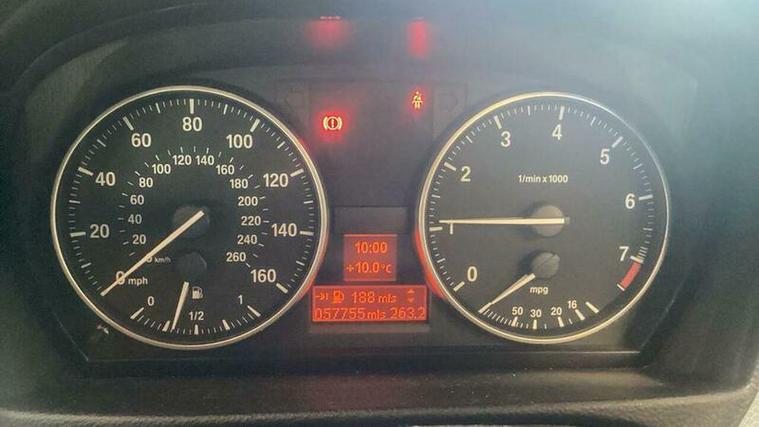 20 40 60 80 100 120 140 160
20 40 60 80 100 120 140 160 180 200 220 240 260
0 km/h
0 mph
0 1/2 1
10:00
+10.0°C
188 mls
057755 mls 263.2
0 1 2 3 4 5 6 7
1/min x 1000
mpg
50 30 20 16